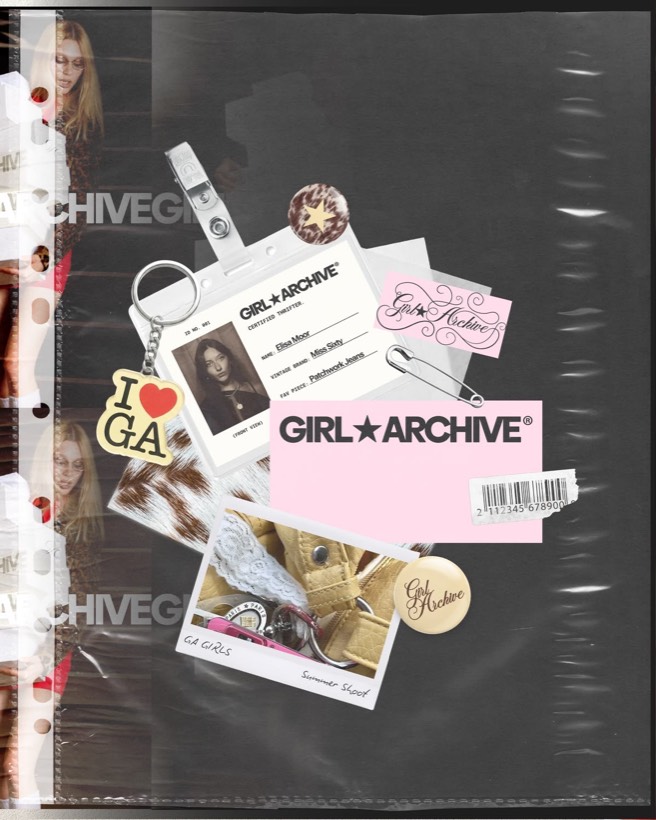 ARCHIVEGI
GIRL★ARCHIVE®
CERTIFIED THRIFTER.
ID NO. 001
NAME: Elisa Moor
VINTAGE BRAND: Miss Sixty
FAV PIECE: Patchwork Jeans
(FRONT VIEW)
Girl Archive
I ❤ GA
GIRL★ARCHIVE®
2 112345 678900
Girl Archive
GA GIRLS
Summer Shoot
ARCHIVEGI